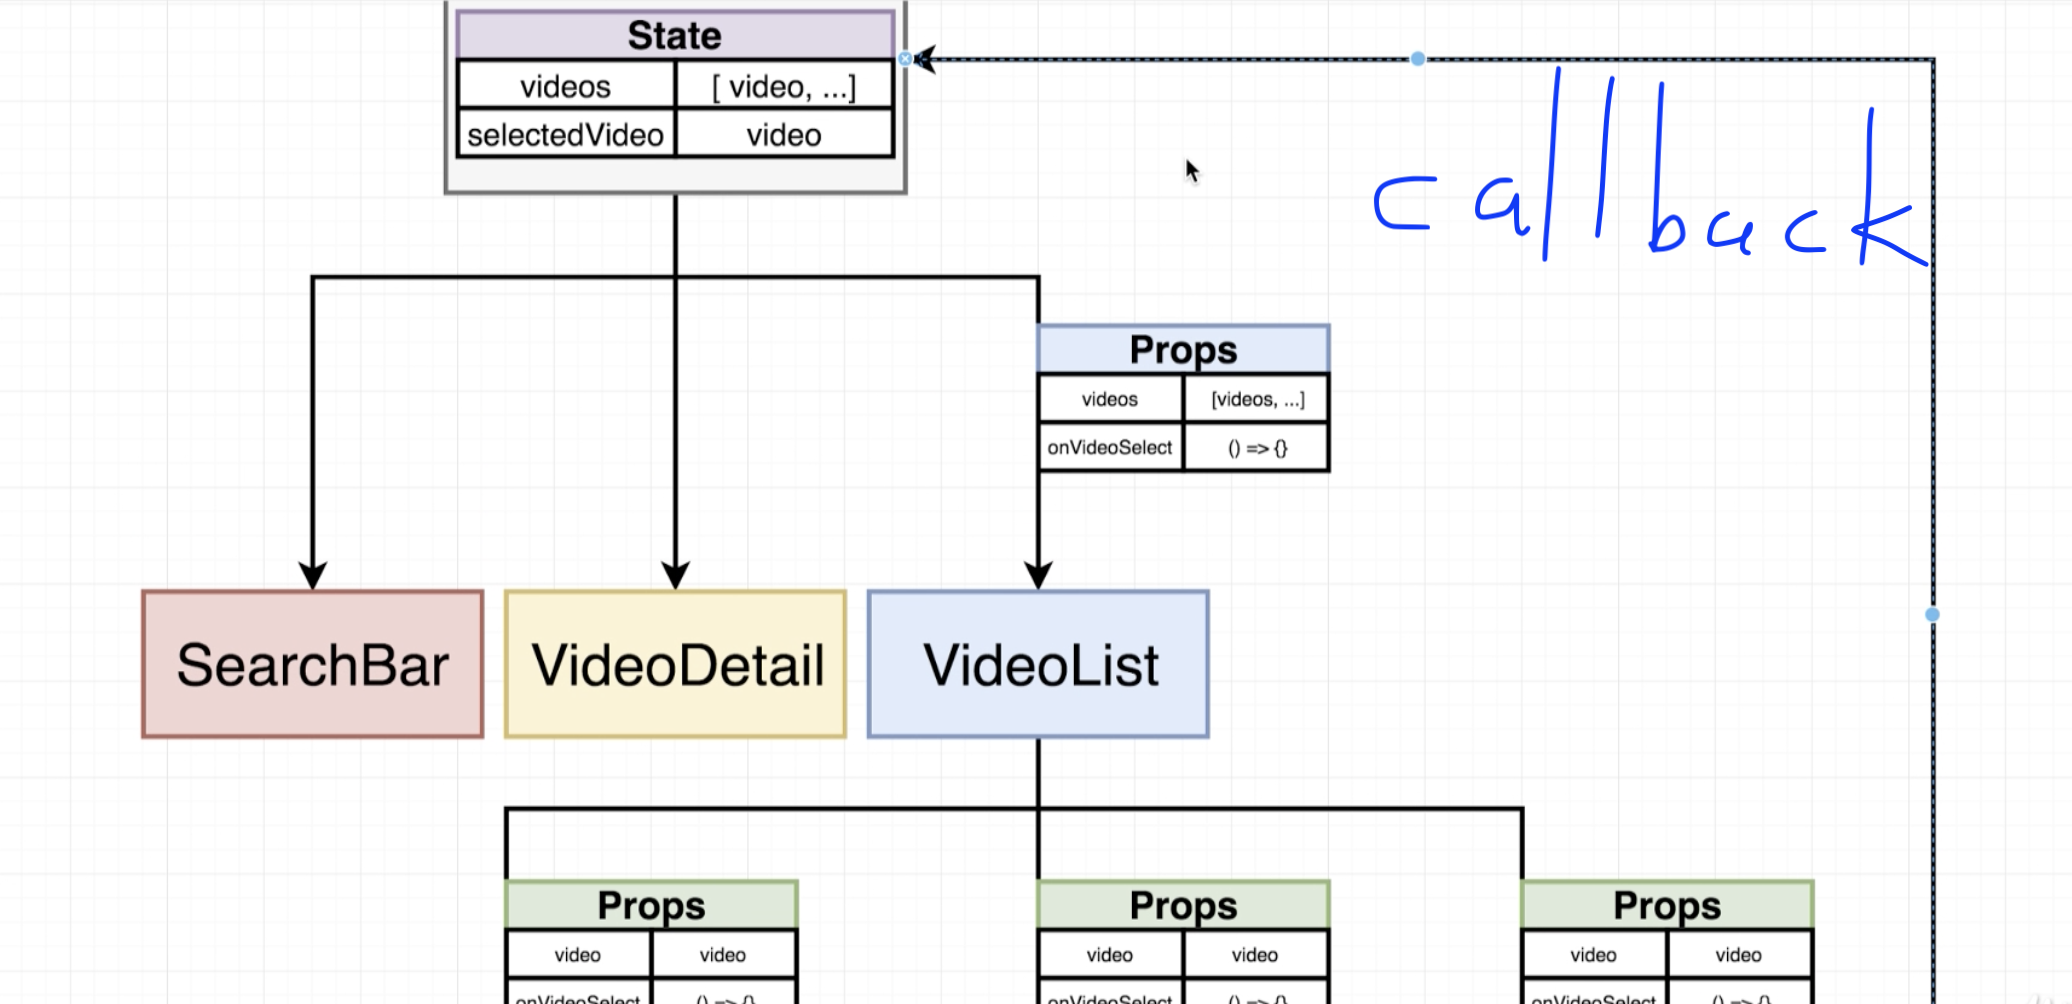 State
videos [ video, ...]
selectedVideo video
callback
Props
videos [videos, ...]
onVideoSelect () => {}
SearchBar VideoDetail VideoList
Props Props Props
video video video video video video
onVideoSelect () => {} onVideoSelect () => {} onVideoSelect () => {}